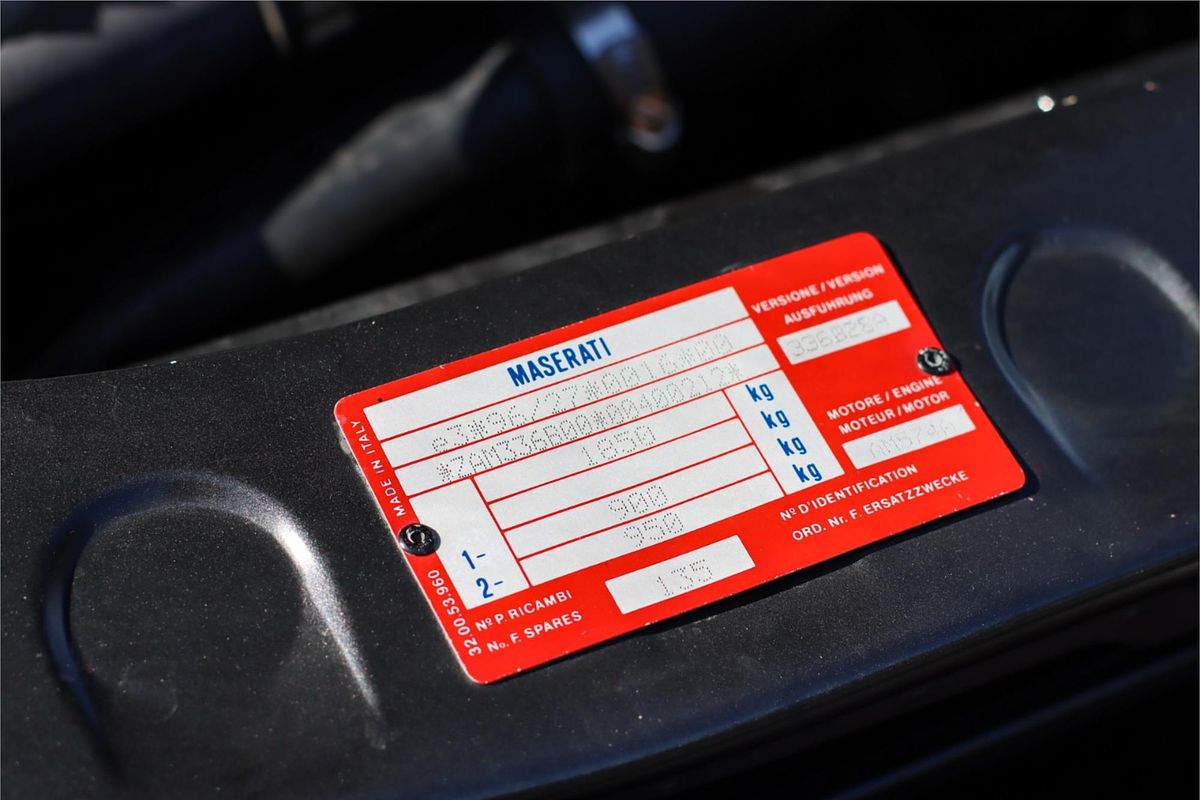 MASERATI
e3*96/27*0016*00
*ZAM336B00*00400212*
1850 kg
kg
1- 900 kg
2- 950 kg
MADE IN ITALY
32.00.53.960
VERSIONE / VERSION
AUSFUHRUNG
MOTORE / ENGINE
MOTEUR / MOTOR
Nº D'IDENTIFICATION
ORD. Nr. F. ERSATZZWECKE
Nº P. RICAMBI
No. F. SPARES
135